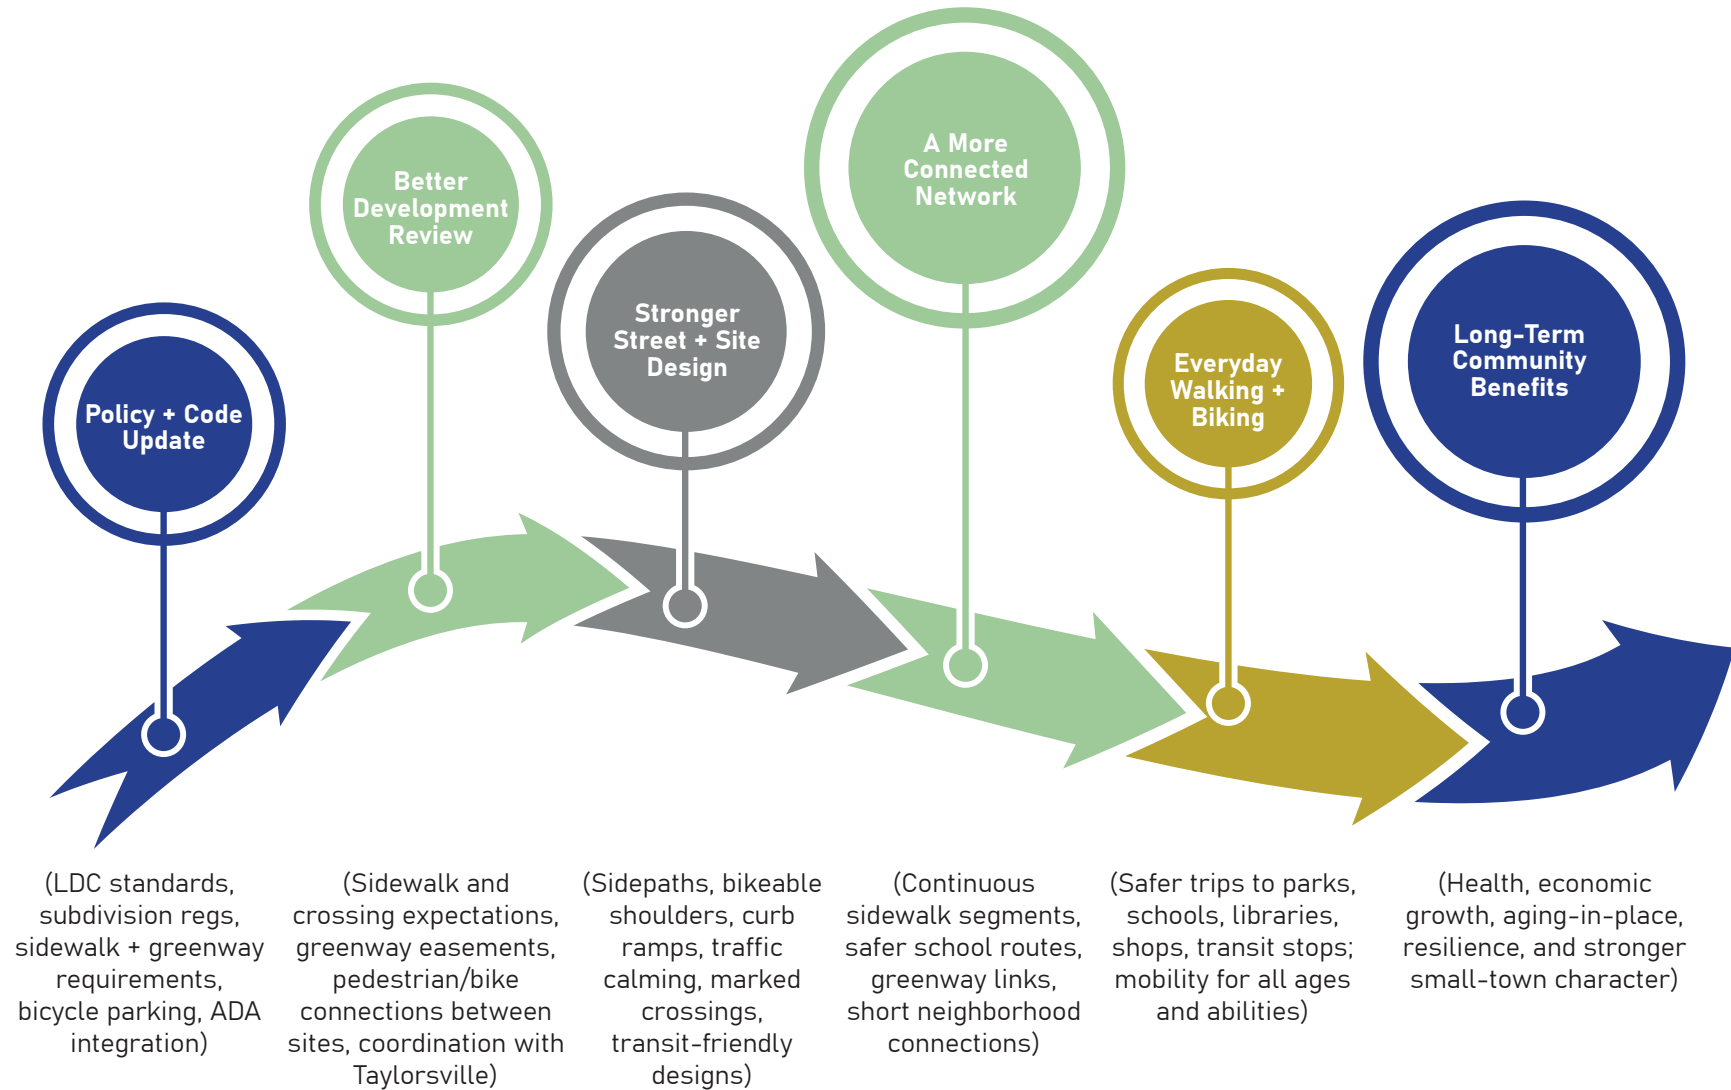 Policy + Code
Update
Better
Development
Review
Stronger
Street + Site
Design
A More
Connected
Network
Everyday
Walking +
Biking
Long-Term
Community
Benefits
(LDC standards,
subdivision regs,
sidewalk + greenway
requirements,
bicycle parking, ADA
integration)
(Sidewalk and
crossing expectations,
greenway easements,
pedestrian/bike
connections between
sites, coordination with
Taylorsville)
(Sidepaths, bikeable
shoulders, curb
ramps, traffic
calming, marked
crossings,
transit-friendly
designs)
(Continuous
sidewalk segments,
safer school routes,
greenway links,
short neighborhood
connections)
(Safer trips to parks,
schools, libraries,
shops, transit stops;
mobility for all ages
and abilities)
(Health, economic
growth, aging-in-place,
resilience, and stronger
small-town character)